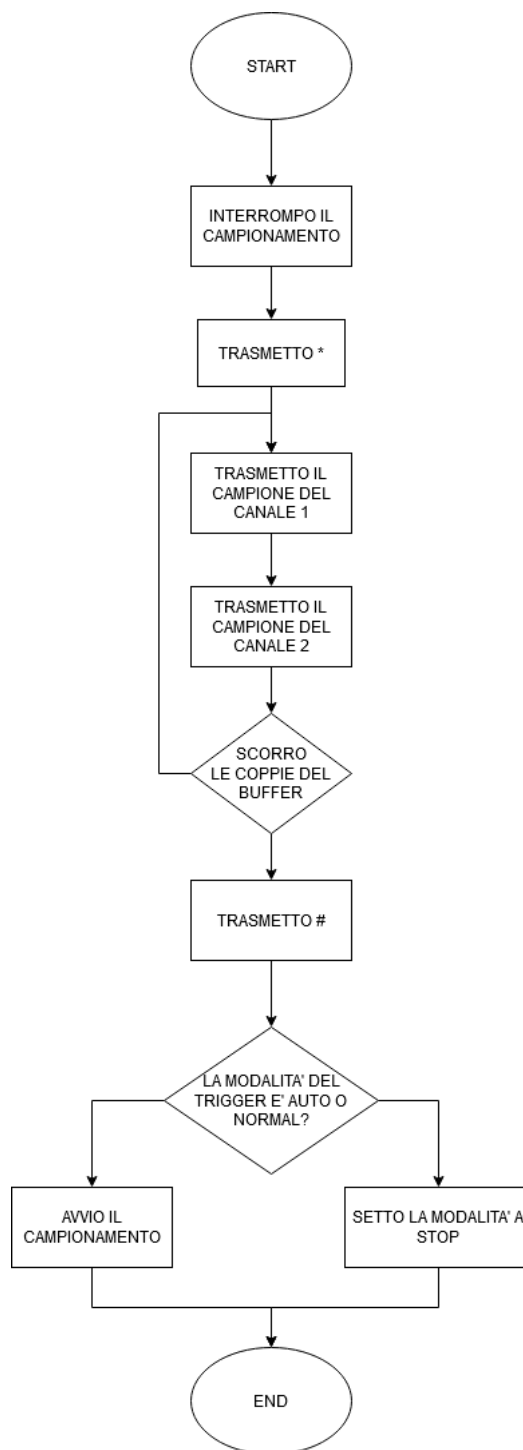 START
INTERROMPO IL
CAMPIONAMENTO
TRASMETTO *
TRASMETTO IL
CAMPIONE DEL
CANALE 1
TRASMETTO IL
CAMPIONE DEL
CANALE 2
SCORRO
LE COPPIE DEL
BUFFER
TRASMETTO #
LA MODALITA' DEL
TRIGGER E' AUTO O
NORMAL?
AVVIO IL
CAMPIONAMENTO
SETTO LA MODALITA' A
STOP
END